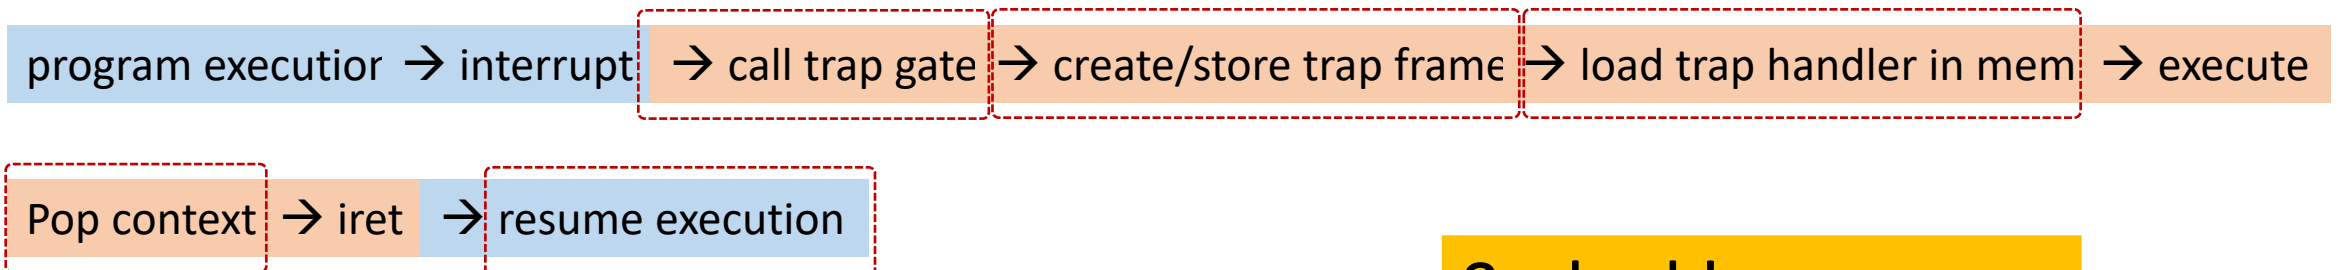 program execution → interrupt → call trap gate → create/store trap frame → load trap handler in mem → execute
Pop context → iret → resume execution